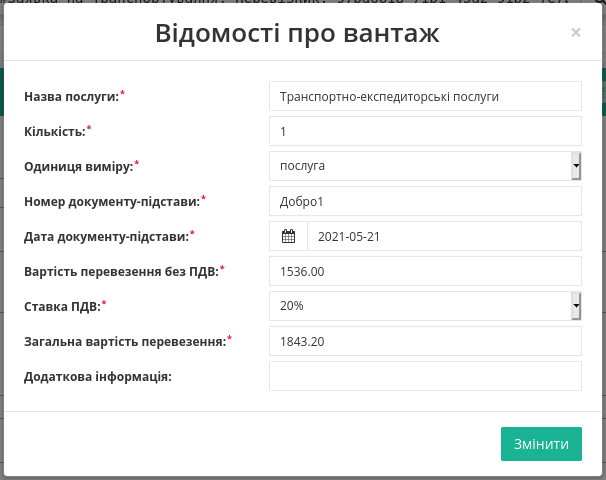 Відомості про вантаж
×
Назва послуги:* Транспортно-експедиторські послуги
Кількість:* 1
Одиниця виміру:* послуга
Номер документу-підстави:* Добро1
Дата документу-підстави:* 2021-05-21
Вартість перевезення без ПДВ:* 1536.00
Ставка ПДВ:* 20%
Загальна вартість перевезення:* 1843.20
Додаткова інформація:
Змінити